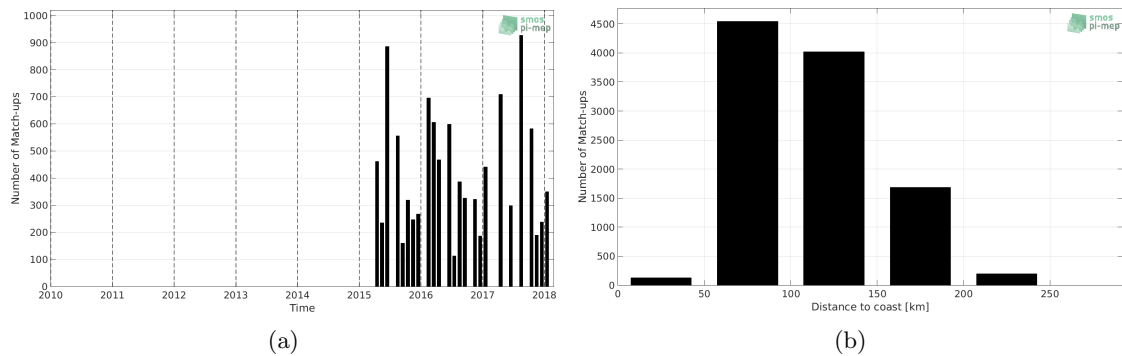 1000
900
800
700
600
500
400
300
200
100
0
Number of Match-ups
2010 2011 2012 2013 2014 2015 2016 2017 2018
Time
smos
pi-mep
(a)
4500
4000
3500
3000
2500
2000
1500
1000
500
0
Number of Match-ups
0 50 100 150 200 250
Distance to coast [km]
smos
pi-mep
(b)